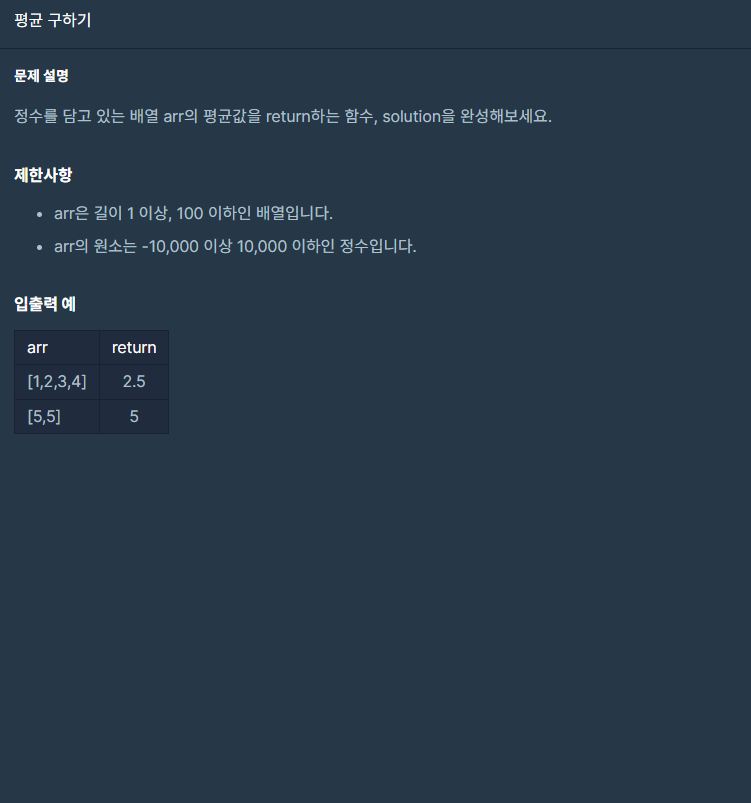 평균 구하기
문제 설명
정수를 담고 있는 배열 arr의 평균값을 return하는 함수, solution을 완성해보세요.
제한사항
• arr은 길이 1 이상, 100 이하인 배열입니다.
• arr의 원소는 -10,000 이상 10,000 이하인 정수입니다.
입출력 예
arr return
[1,2,3,4] 2.5
[5,5] 5